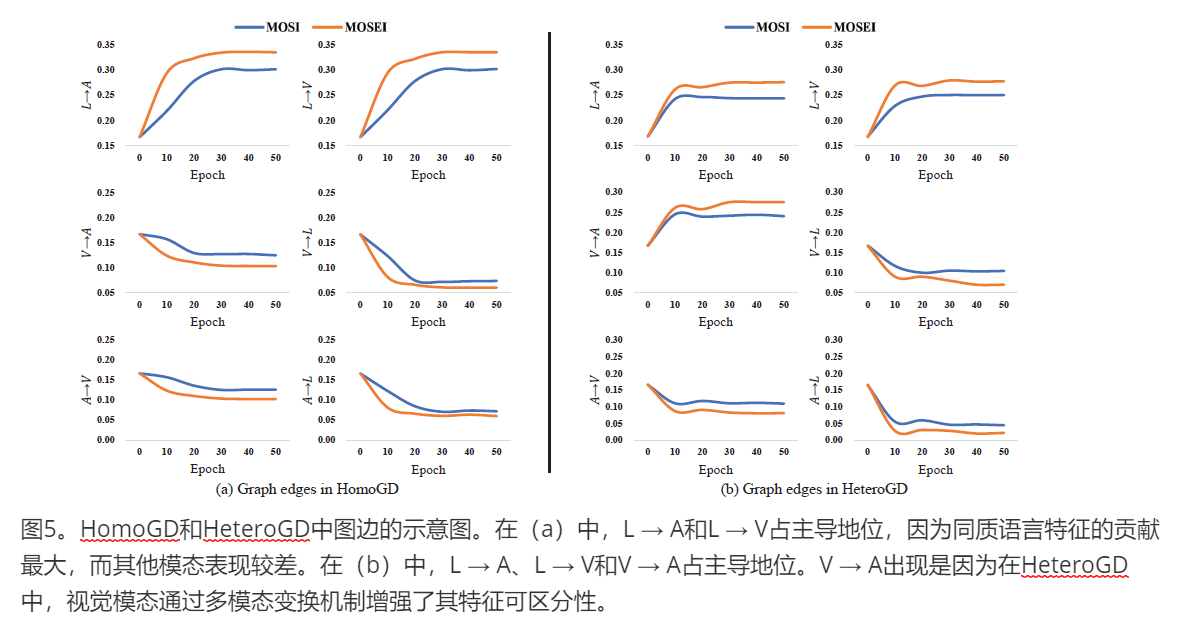 MOSI MOSEI
0.35
0.30
0.25
0.20
0.15
L→A
0 10 20 30 40 50
Epoch
0.35
0.30
0.25
0.20
0.15
L→V
0 10 20 30 40 50
Epoch
0.25
0.20
0.15
0.10
0.05
V→A
0 10 20 30 40 50
Epoch
0.25
0.20
0.15
0.10
0.05
V→L
0 10 20 30 40 50
Epoch
0.25
0.20
0.15
0.10
0.05
0.00
A→V
0 10 20 30 40 50
Epoch
0.25
0.20
0.15
0.10
0.05
0.00
A→L
0 10 20 30 40 50
Epoch
(a) Graph edges in HomoGD
MOSI MOSEI
0.35
0.30
0.25
0.20
0.15
L→A
0 10 20 30 40 50
Epoch
0.35
0.30
0.25
0.20
0.15
L→V
0 10 20 30 40 50
Epoch
0.30
0.25
0.20
0.15
0.10
0.05
V→A
0 10 20 30 40 50
Epoch
0.30
0.25
0.20
0.15
0.10
0.05
V→L
0 10 20 30 40 50
Epoch
0.30
0.25
0.20
0.15
0.10
0.05
0.00
A→V
0 10 20 30 40 50
Epoch
0.30
0.25
0.20
0.15
0.10
0.05
0.00
A→L
0 10 20 30 40 50
Epoch
(b) Graph edges in HeteroGD
图5。HomoGD和HeteroGD中图边的示意图。在（a）中，L → A和L → V占主导地位，因为同质语言特征的贡献
最大，而其他模态表现较差。在（b）中，L → A、L → V和V → A占主导地位。V → A出现是因为在HeteroGD
中，视觉模态通过多模态变换机制增强了其特征可区分性。